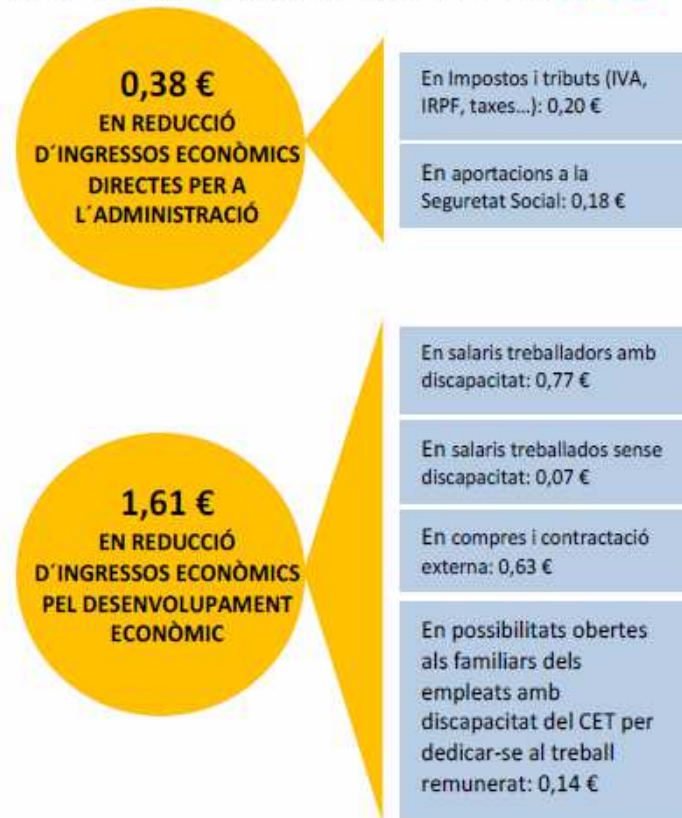 0,38 €
EN REDUCCIÓ
D´INGRESSOS ECONÒMICS
DIRECTES PER A
L´ADMINISTRACIÓ
En Impostos i tributs (IVA,
IRPF, taxes...): 0,20 €
En aportacions a la
Seguretat Social: 0,18 €
1,61 €
EN REDUCCIÓ
D´INGRESSOS ECONÒMICS
PEL DESENVOLUPAMENT
ECONÒMIC
En salaris treballadors amb
discapacitat: 0,77 €
En salaris treballados sense
discapacitat: 0,07 €
En compres i contractació
externa: 0,63 €
En possibilitats obertes
als familiars dels
empleats amb
discapacitat del CET per
dedicar-se al treball
remunerat: 0,14 €